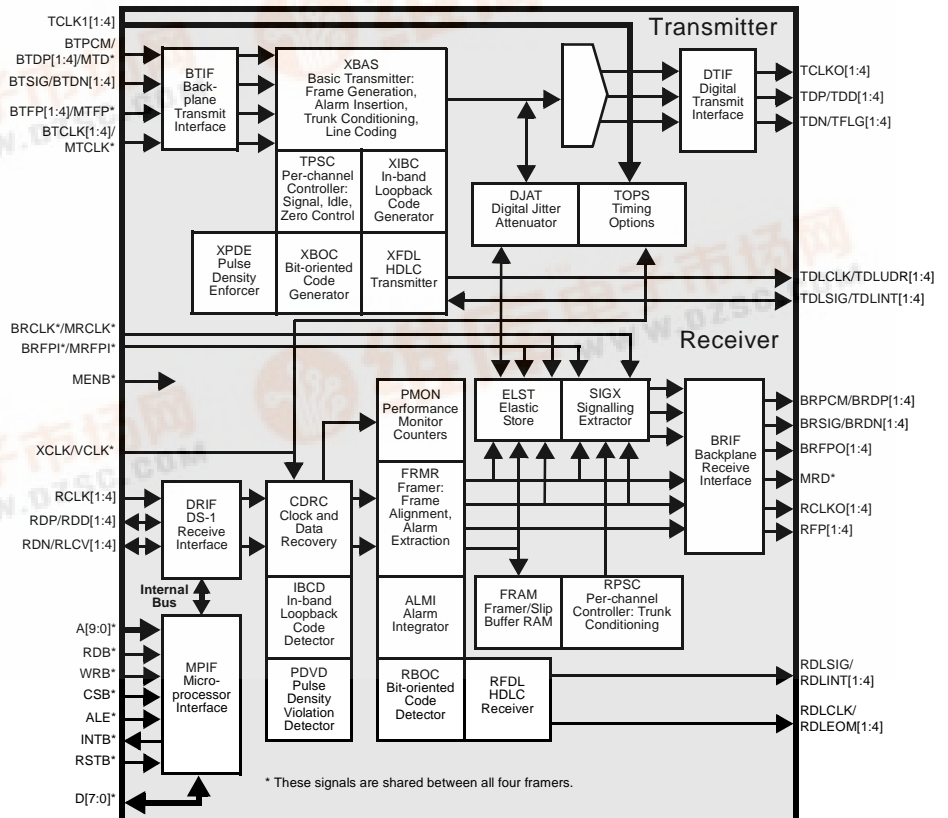 TCLK1[1:4]
Transmitter
BTPCM/
BTDP[1:4]/MTD*
BTSIG/BTDN[1:4]
BTFP[1:4]/MTFP*
BTCLK[1:4]/
MTCLK*
BTIF
Back-
plane
Transmit
Interface
XBAS
Basic Transmitter:
Frame Generation,
Alarm Insertion,
Trunk Conditioning,
Line Coding
DTIF
Digital
Transmit
Interface
TCLKO[1:4]
TDP/TDD[1:4]
TDN/TFLG[1:4]
TPSC
Per-channel
Controller:
Signal, Idle,
Zero Control
XIBC
In-band
Loopback
Code
Generator
DJAT
Digital Jitter
Attenuator
TOPS
Timing
Options
XPDE
Pulse
Density
Enforcer
XBOC
Bit-oriented
Code
Generator
XFDL
HDLC
Transmitter
TDLCLK/TDLUDR[1:4]
TDLSIG/TDLINT[1:4]
BRCLK*/MRCLK*
BRFPI*/MRFPI*
Receiver
MENB*
XCLK/VCLK*
PMON
Performance
Monitor
Counters
ELST
Elastic
Store
SIGX
Signalling
Extractor
BRIF
Backplane
Receive
Interface
BRPCM/BRDP[1:4]
BRSIG/BRDN[1:4]
BRFPO[1:4]
MRD*
RCLKO[1:4]
RFP[1:4]
RCLK[1:4]
RDP/RDD[1:4]
RDN/RLCV[1:4]
DRIF
DS-1
Receive
Interface
CDRC
Clock and
Data
Recovery
FRMR
Framer:
Frame
Alignment,
Alarm
Extraction
Internal
Bus
IBCD
In-band
Loopback
Code
Detector
ALMI
Alarm
Integrator
FRAM
Framer/Slip
Buffer RAM
RPSC
Per-channel
Controller: Trunk
Conditioning
A[9:0]*
RDB*
WRB*
CSB*
ALE*
INTB*
RSTB*
D[7:0]*
MPIF
Micro-
processor
Interface
PDVD
Pulse
Density
Violation
Detector
RBOC
Bit-oriented
Code
Detector
RFDL
HDLC
Receiver
RDLSIG/
RDLINT[1:4]
RDLCLK/
RDLEOM[1:4]
* These signals are shared between all four framers.
维库电子市场网
WWW.DZSC.COM